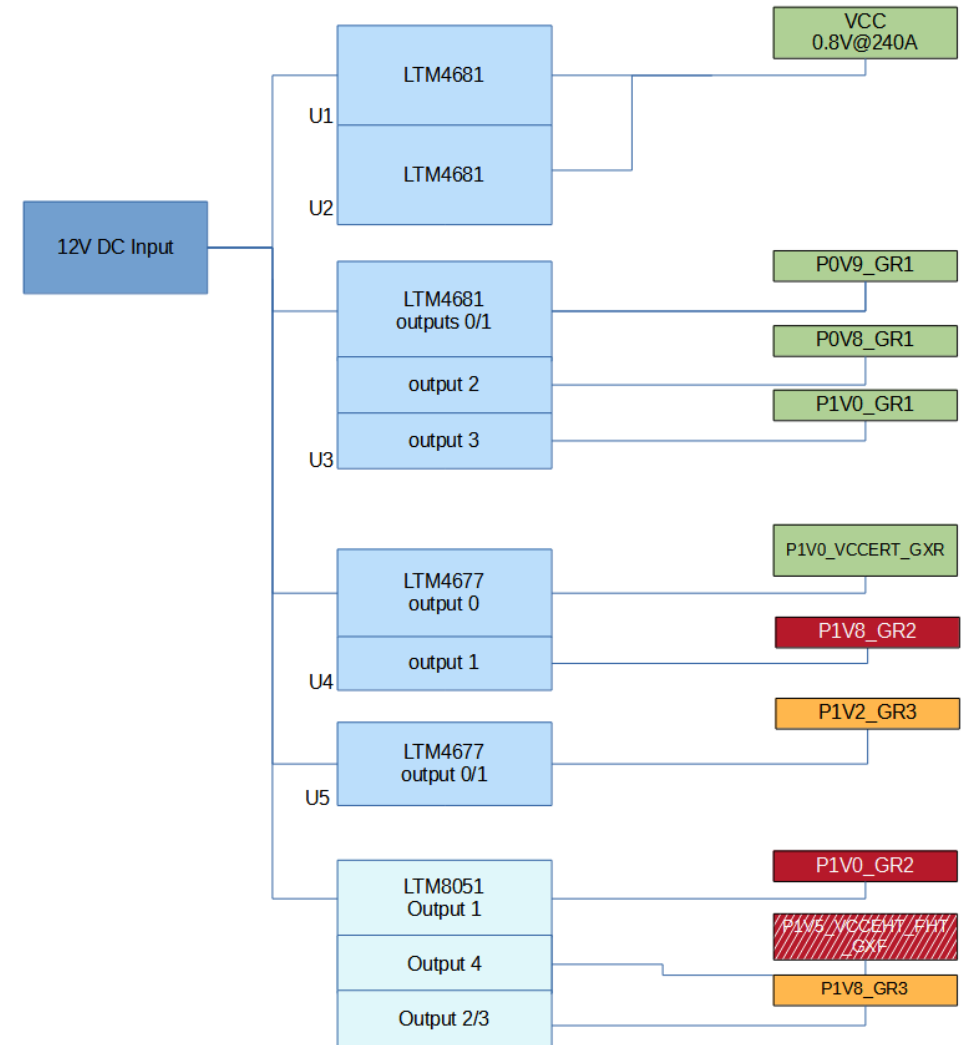 VCC
0.8V@240A
LTM4681
U1
LTM4681
U2
12V DC Input
P0V9_GR1
LTM4681
outputs 0/1
P0V8_GR1
output 2
P1V0_GR1
output 3
U3
P1V0_VCCERT_GXR
LTM4677
output 0
P1V8_GR2
output 1
U4
P1V2_GR3
LTM4677
output 0/1
U5
P1V0_GR2
LTM8051
Output 1
P1V5_VCCEHT_FHT
_GXF
Output 4
P1V8_GR3
Output 2/3